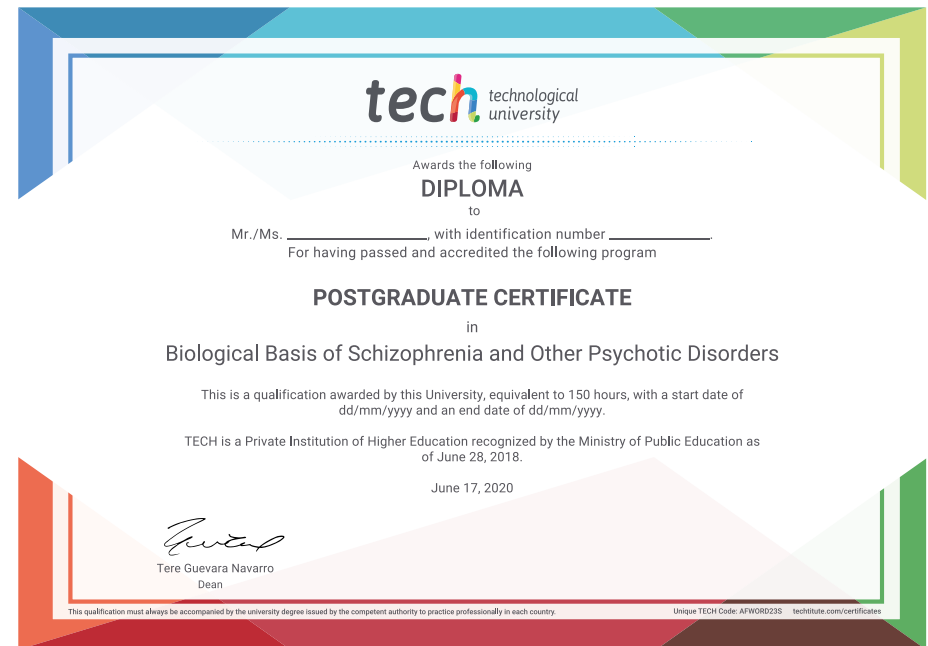 tech technological
university
Awards the following
DIPLOMA
to
Mr./Ms. ____________________, with identification number ______________.
For having passed and accredited the following program
POSTGRADUATE CERTIFICATE
in
Biological Basis of Schizophrenia and Other Psychotic Disorders
This is a qualification awarded by this University, equivalent to 150 hours, with a start date of
dd/mm/yyyy and an end date of dd/mm/yyyy.
TECH is a Private Institution of Higher Education recognized by the Ministry of Public Education as
of June 28, 2018.
June 17, 2020
Tere Guevara Navarro
Dean
This qualification must always be accompanied by the university degree issued by the competent authority to practice professionally in each country.
Unique TECH Code: AFWORD23S techtitute.com/certificates